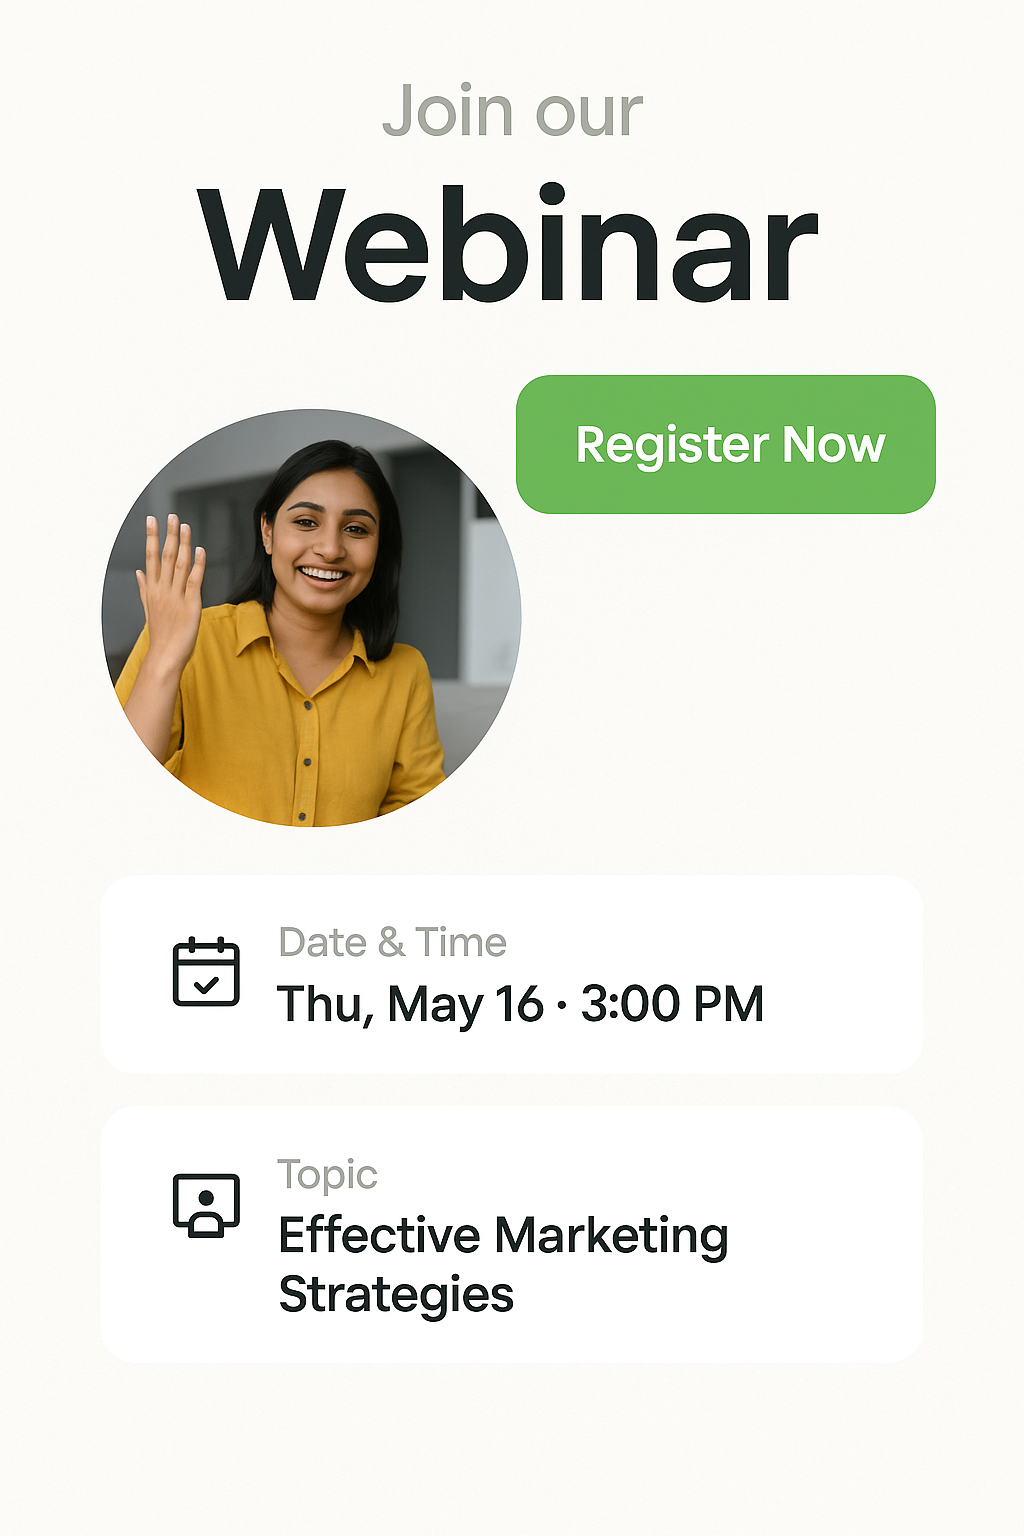 Join our
Webinar
Register Now
Date & Time
Thu, May 16 · 3:00 PM
Topic
Effective Marketing
Strategies